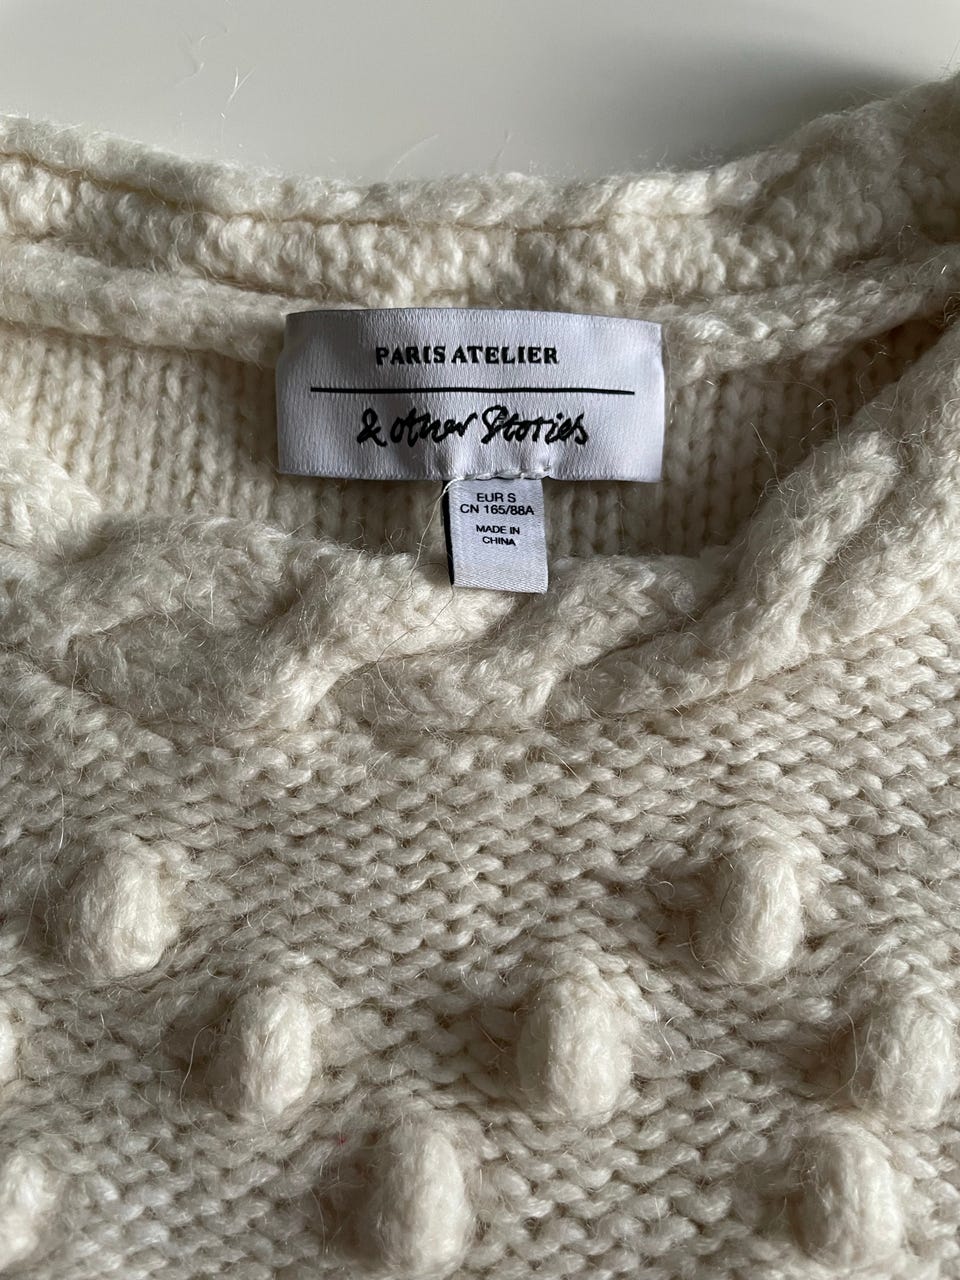 PARIS ATELIER
& other Stories
EUR S
CN 165/88A
MADE IN
CHINA